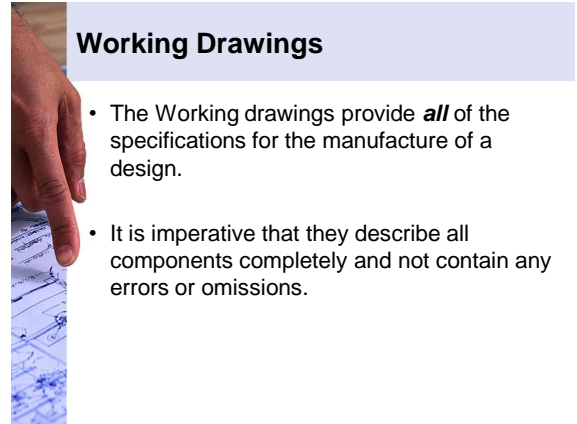 Working Drawings
• The Working drawings provide all of the
specifications for the manufacture of a
design.
• It is imperative that they describe all
components completely and not contain any
errors or omissions.